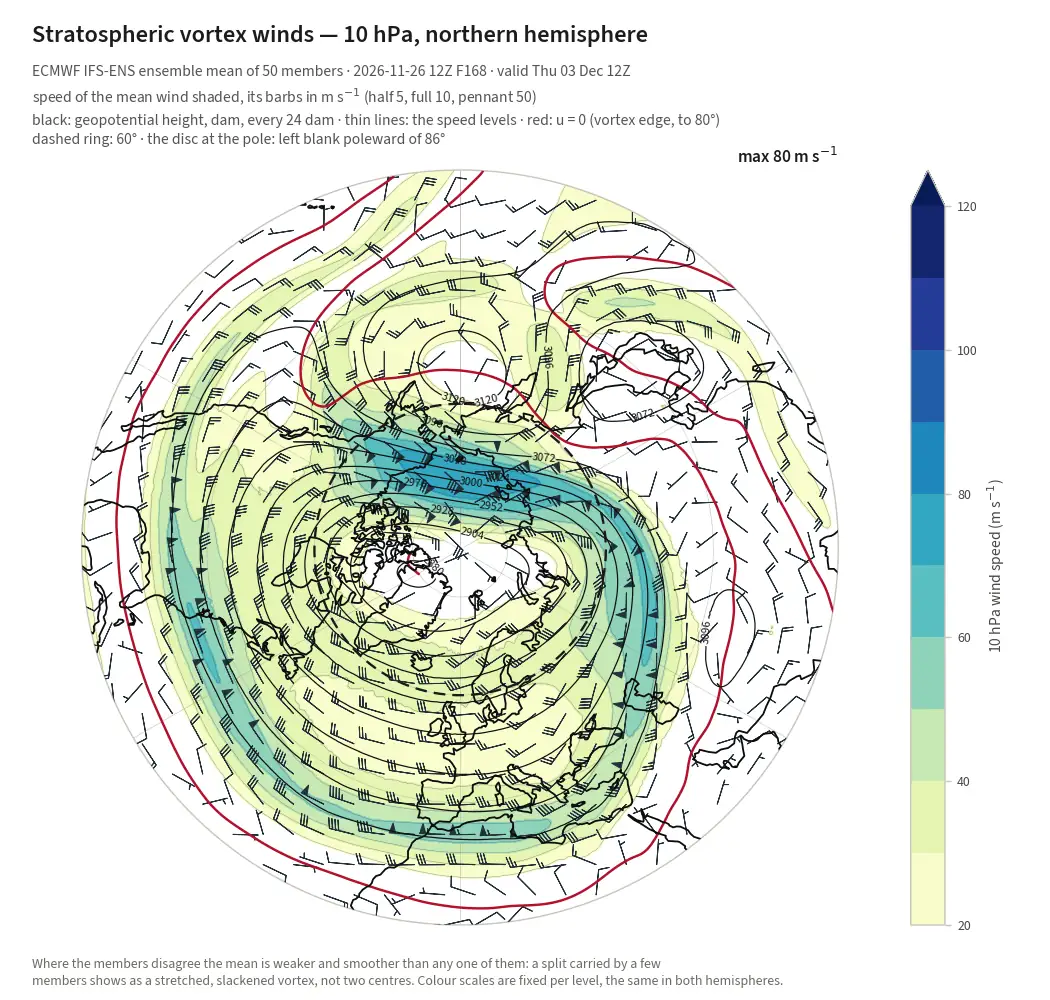 Stratospheric vortex winds — 10 hPa, northern hemisphere
ECMWF IFS-ENS ensemble mean of 50 members · 2026-11-26 12Z F168 · valid Thu 03 Dec 12Z
speed of the mean wind shaded, its barbs in m s⁻¹ (half 5, full 10, pennant 50)
black: geopotential height, dam, every 24 dam · thin lines: the speed levels · red: u = 0 (vortex edge, to 80°)
dashed ring: 60° · the disc at the pole: left blank poleward of 86°
max 80 m s⁻¹
120
100
80
60
40
20
10 hPa wind speed (m s⁻¹)
3096
3120
3120
3072
3072
3000
2952
2928
2904
3096
Where the members disagree the mean is weaker and smoother than any one of them: a split carried by a few
members shows as a stretched, slackened vortex, not two centres. Colour scales are fixed per level, the same in both hemispheres.